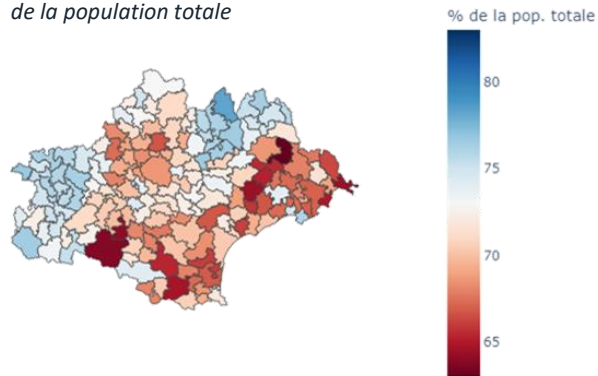 de la population totale
% de la pop. totale
80
75
70
65